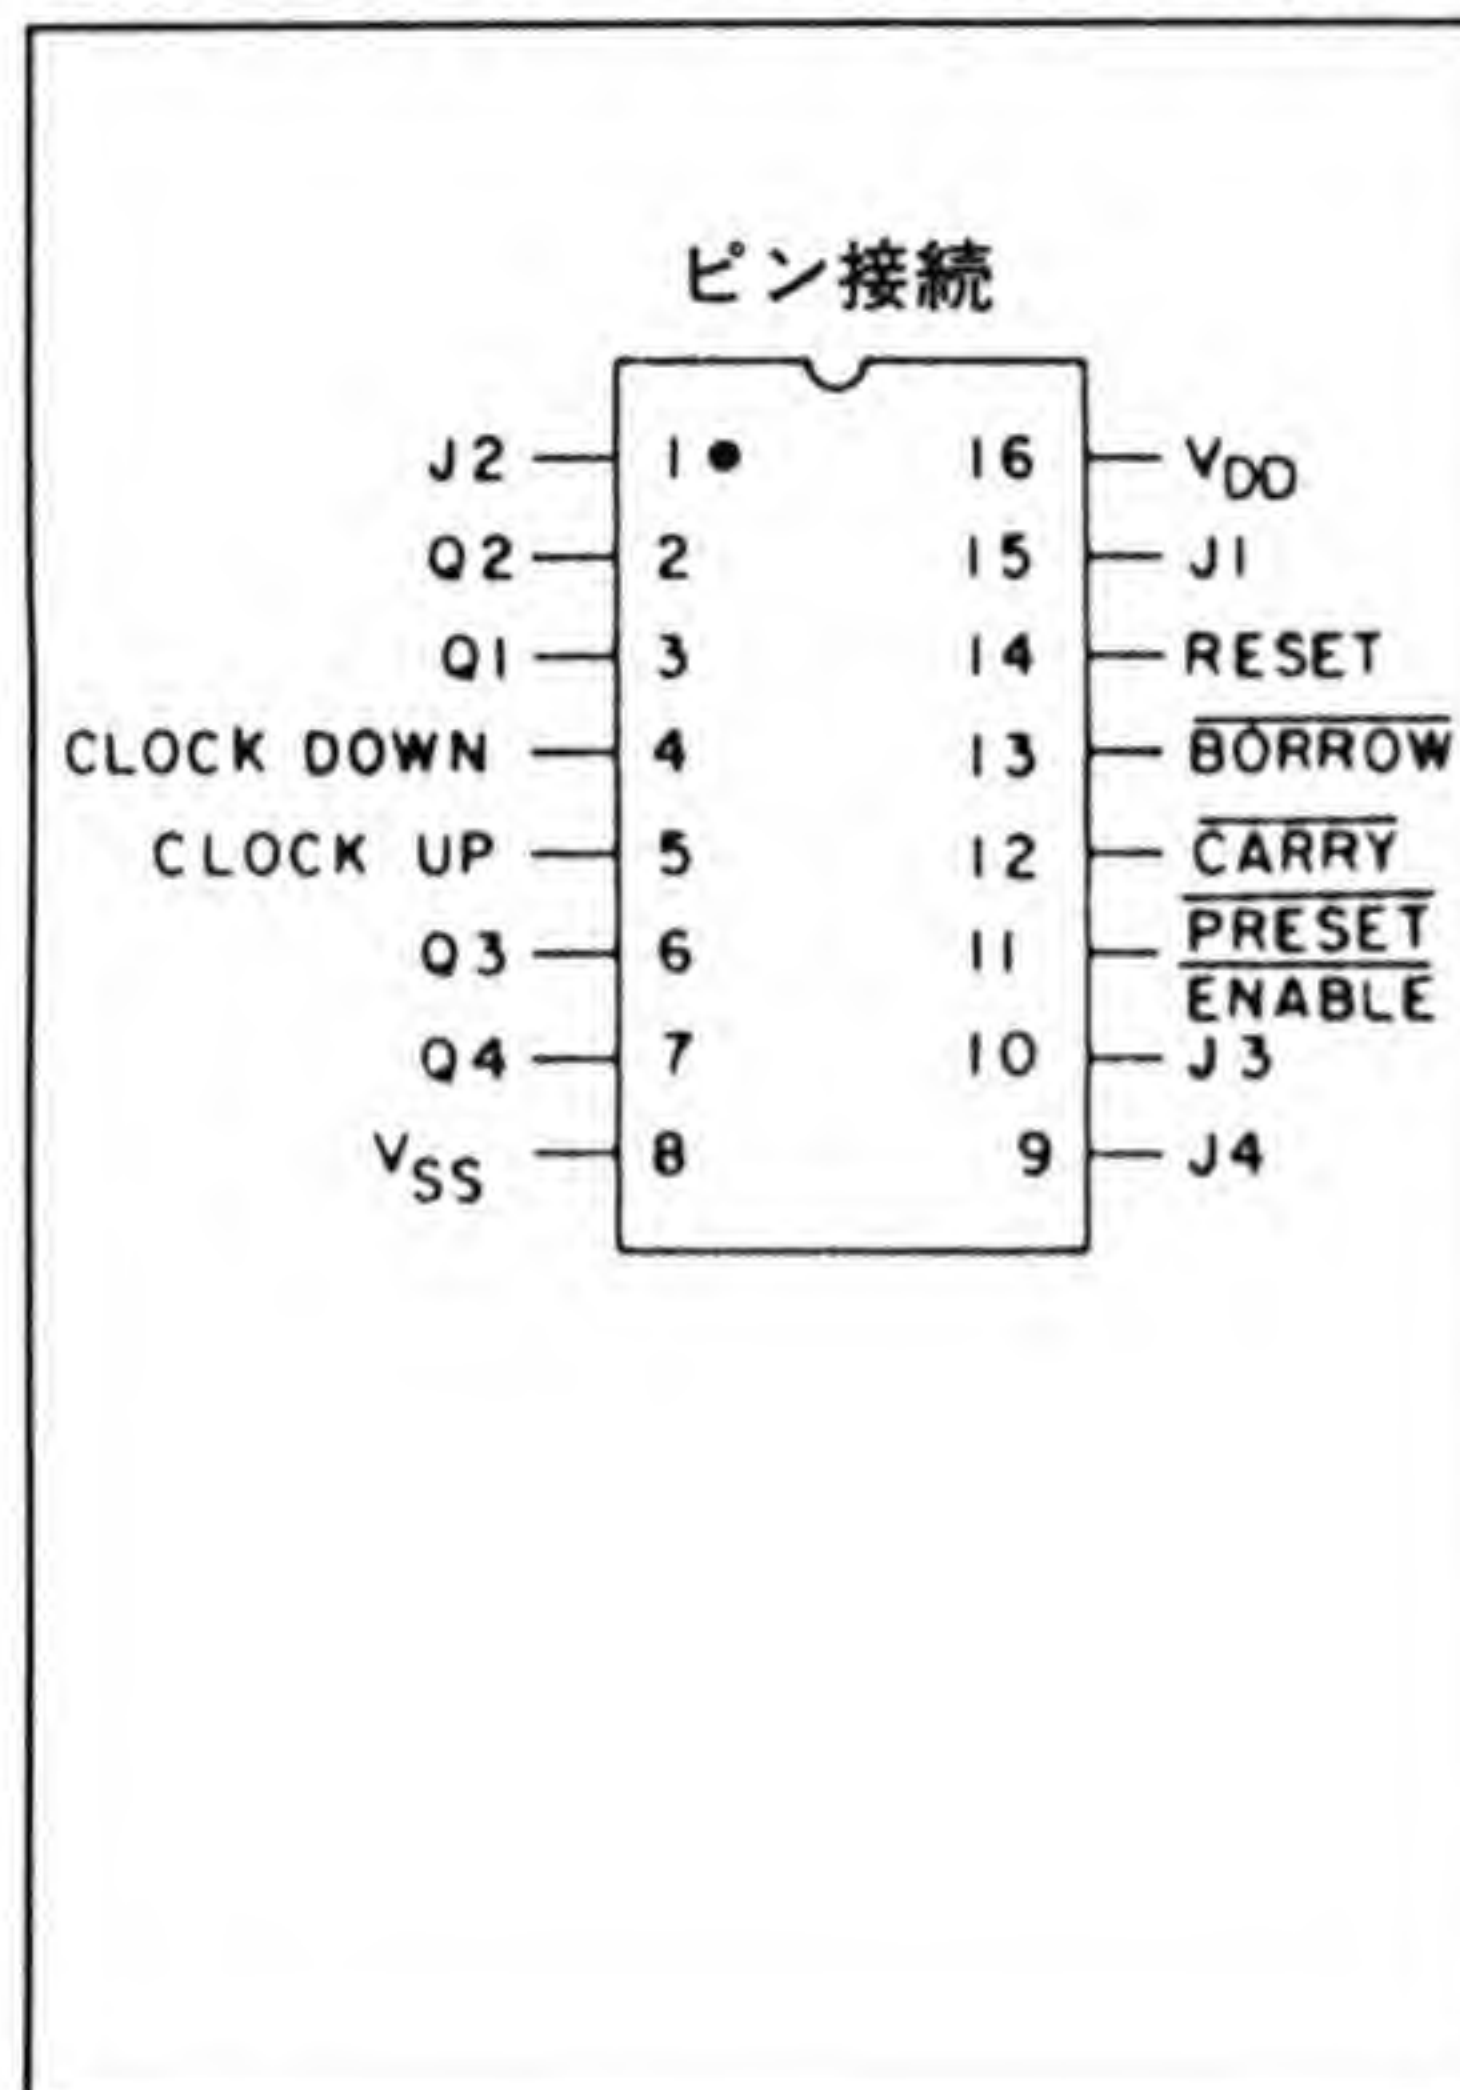 ピン接続
J2 1 16 VDD
Q2 2 15 J1
Q1 3 14 RESET
CLOCK DOWN 4 13 BORROW
CLOCK UP 5 12 CARRY
Q3 6 11 PRESET
ENABLE
Q4 7 10 J3
VSS 8 9 J4